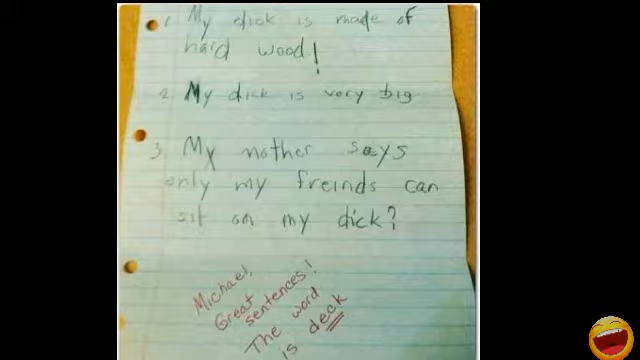 1. My dick is made of
hard wood!
2. My dick is very big
3. My mother says
only my freinds can
sit on my dick?
Michael,
Great
sentences!
The word
is deck